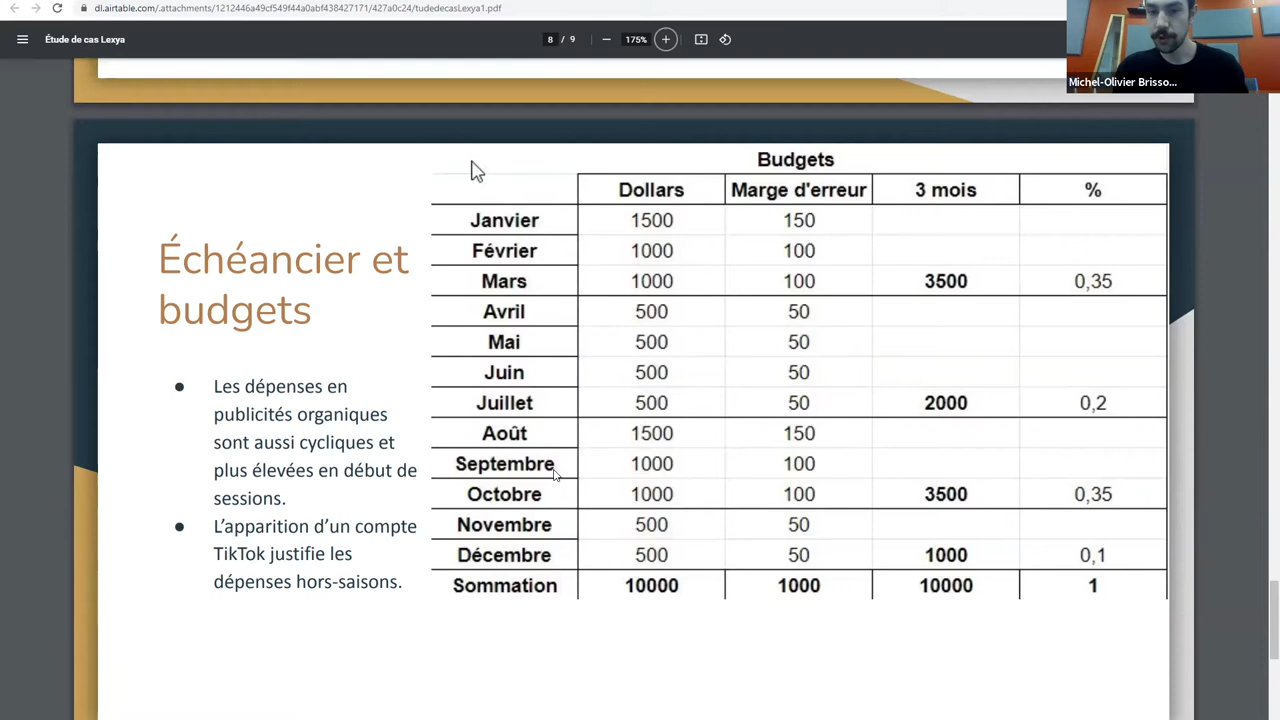 dl.airtable.com/.attachments/1212446a49cf549f44a0abf438427171/427a0c24/tudedecasLexya1.pdf
Étude de cas Lexya
8 / 9
175%
Michel-Olivier Brisso...
Échéancier et
budgets
● Les dépenses en
publicités organiques
sont aussi cycliques et
plus élevées en début de
sessions.
● L’apparition d’un compte
TikTok justifie les
dépenses hors-saisons.
Budgets
Dollars Marge d'erreur 3 mois %
Janvier 1500 150
Février 1000 100
Mars 1000 100 3500 0,35
Avril 500 50
Mai 500 50
Juin 500 50
Juillet 500 50 2000 0,2
Août 1500 150
Septembre 1000 100
Octobre 1000 100 3500 0,35
Novembre 500 50
Décembre 500 50 1000 0,1
Sommation 10000 1000 10000 1